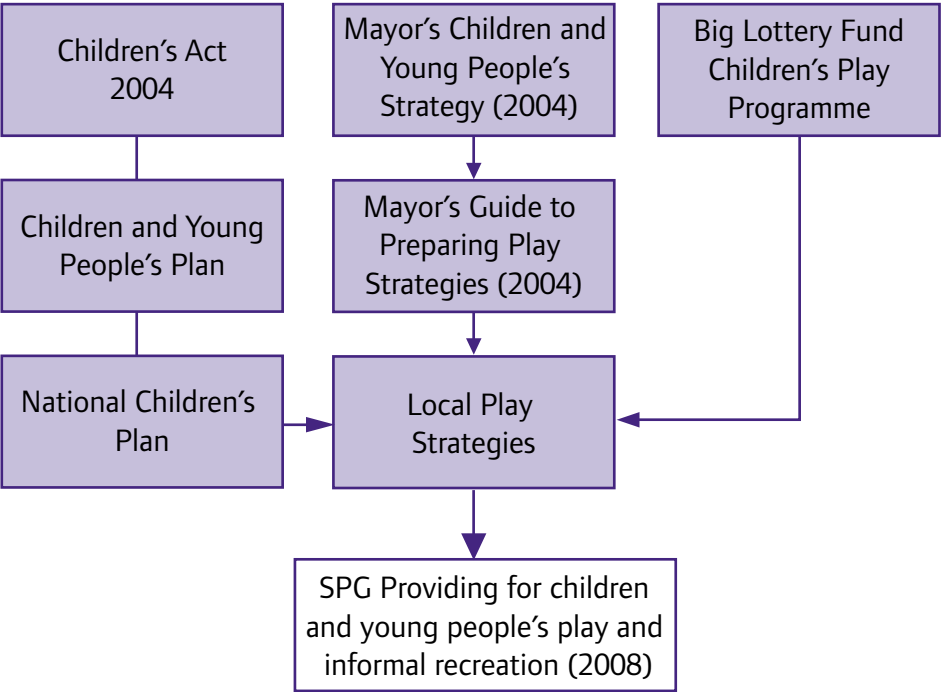 Children’s Act
2004
Mayor’s Children and
Young People’s
Strategy (2004)
Big Lottery Fund
Children’s Play
Programme
Children and Young
People’s Plan
Mayor’s Guide to
Preparing Play
Strategies (2004)
National Children’s
Plan
Local Play
Strategies
SPG Providing for children
and young people’s play and
informal recreation (2008)